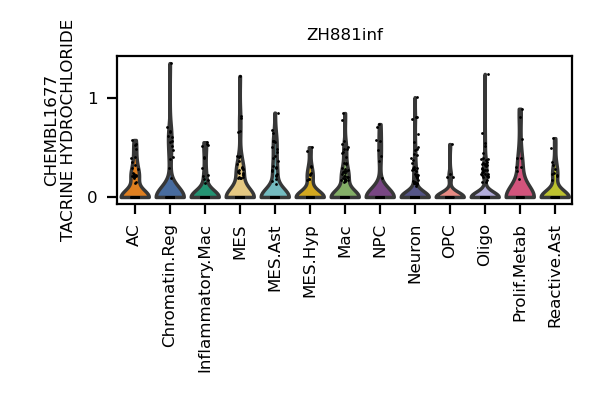 ZH881inf
CHEMBL1677
TACRINE HYDROCHLORIDE
1
0
AC
Chromatin.Reg
Inflammatory.Mac
MES
MES.Ast
MES.Hyp
Mac
NPC
Neuron
OPC
Oligo
Prolif.Metab
Reactive.Ast